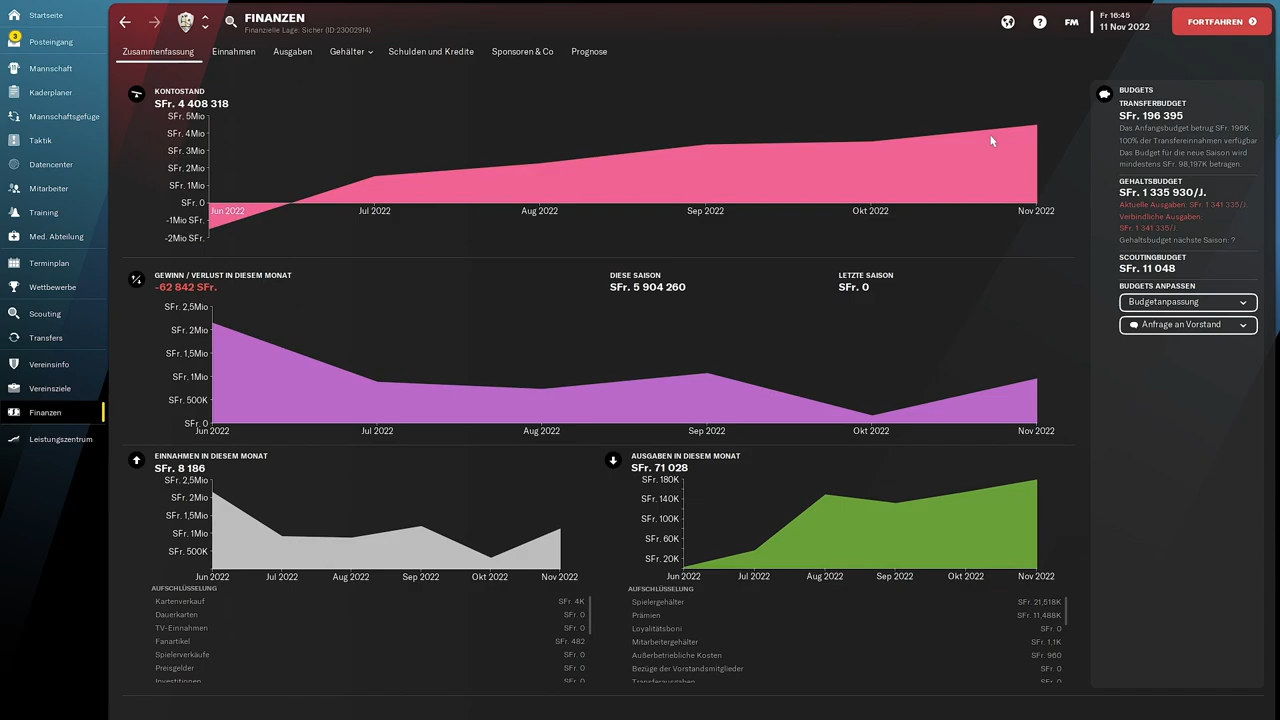 Startseite
3
Posteingang
Mannschaft
Kaderplaner
Mannschaftsgefüge
Taktik
Datencenter
Mitarbeiter
Training
Med. Abteilung
Terminplan
Wettbewerbe
Scouting
Transfers
Vereinsinfo
Vereinsziele
Finanzen
Leistungszentrum
FINANZEN
Finanzielle Lage: Sicher (ID:23002914)
?
FM
Fr 16:45
11 Nov 2022
FORTFAHREN
Zusammenfassung
Einnahmen
Ausgaben
Gehälter
Schulden und Kredite
Sponsoren & Co
Prognose
KONTOSTAND
SFr. 4 408 318
SFr. 5Mio
SFr. 4Mio
SFr. 3Mio
SFr. 2Mio
SFr. 1Mio
SFr. 0
-1Mio SFr.
-2Mio SFr.
Jun 2022
Jul 2022
Aug 2022
Sep 2022
Okt 2022
Nov 2022
GEWINN / VERLUST IN DIESEM MONAT
-62 842 SFr.
DIESE SAISON
SFr. 5 904 260
LETZTE SAISON
SFr. 0
SFr. 2,5Mio
SFr. 2Mio
SFr. 1,5Mio
SFr. 1Mio
SFr. 500K
SFr. 0
Jun 2022
Jul 2022
Aug 2022
Sep 2022
Okt 2022
Nov 2022
EINNAHMEN IN DIESEM MONAT
SFr. 8 186
SFr. 2,5Mio
SFr. 2Mio
SFr. 1,5Mio
SFr. 1Mio
SFr. 500K
Jun 2022
Jul 2022
Aug 2022
Sep 2022
Okt 2022
Nov 2022
AUFSCHLÜSSELUNG
Kartenverkauf SFr. 4K
Dauerkarten SFr. 0
TV-Einnahmen SFr. 0
Fanartikel SFr. 482
Spielerverkäufe SFr. 0
Preisgelder SFr. 0
Investitionen SFr. 0
AUSGABEN IN DIESEM MONAT
SFr. 71 028
SFr. 180K
SFr. 140K
SFr. 100K
SFr. 60K
SFr. 20K
Jun 2022
Jul 2022
Aug 2022
Sep 2022
Okt 2022
Nov 2022
AUFSCHLÜSSELUNG
Spielergehälter SFr. 21,518K
Prämien SFr. 11,488K
Loyalitätsboni SFr. 0
Mitarbeitergehälter SFr. 1,1K
Außerbetriebliche Kosten SFr. 960
Bezüge der Vorstandsmitglieder SFr. 0
Transferausgaben SFr. 0
BUDGETS
TRANSFERBUDGET
SFr. 196 395
Das Anfangsbudget betrug SFr. 196K.
100% der Transfereinnahmen verfügbar
Das Budget für die neue Saison wird
mindestens SFr. 98,197K betragen.
GEHALTSBUDGET
SFr. 1 335 930/J.
Aktuelle Ausgaben: SFr. 1 341 335/J.
Verbindliche Ausgaben:
SFr. 1 341 335/J
Gehaltsbudget nächste Saison: ?
SCOUTINGBUDGET
SFr. 11 048
BUDGETS ANPASSEN
Budgetanpassung
Anfrage an Vorstand